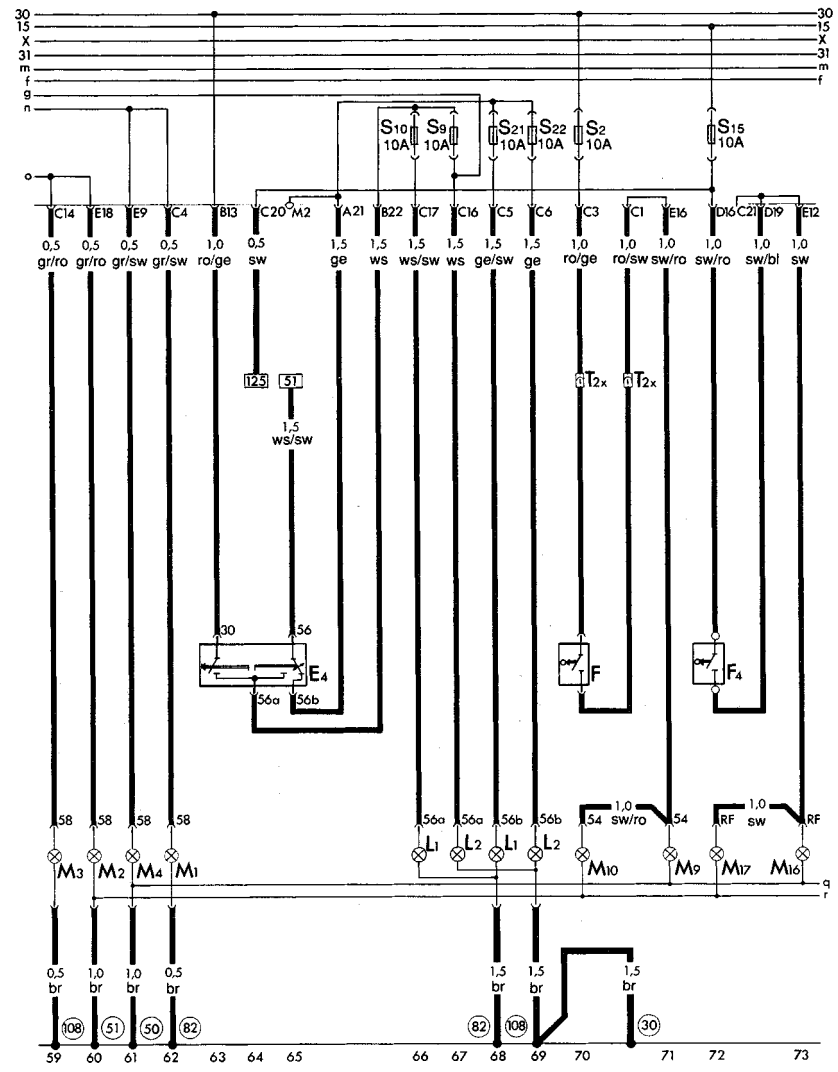 30 30
15 15
X X
31 31
m m
f f
g
n
S10 S9 S21 S22 S2 S15
10A 10A 10A 10A 10A 10A
o
C14 E18 E9 C4 B13 C20 M2 A21 B22 C17 C16 C5 C6 C3 C1 E16 D16 C21 D19 E12
0,5 0,5 0,5 0,5 1,0 0,5 1,5 1,5 1,5 1,5 1,5 1,5 1,0 1,0 1,0 1,0 1,0 1,0
gr/ro gr/ro gr/sw gr/sw ro/ge sw ge ws ws/sw ws ge/sw ge ro/ge ro/sw sw/ro sw/ro sw/bl sw
125 51 T2x T2x
1,5
ws/sw
30 56
E4 F F4
56a 56b
1,0 1,0
58 58 58 58 56a 56a 56b 56b 54 sw/ro 54 RF sw RF
L1 L2 L1 L2
M3 M2 M4 M1 M10 M9 M17 M16
q
r
0,5 1,0 1,0 0,5 1,5 1,5 1,5
br br br br br br br
108 51 50 82 82 108 30
59 60 61 62 63 64 65 66 67 68 69 70 71 72 73